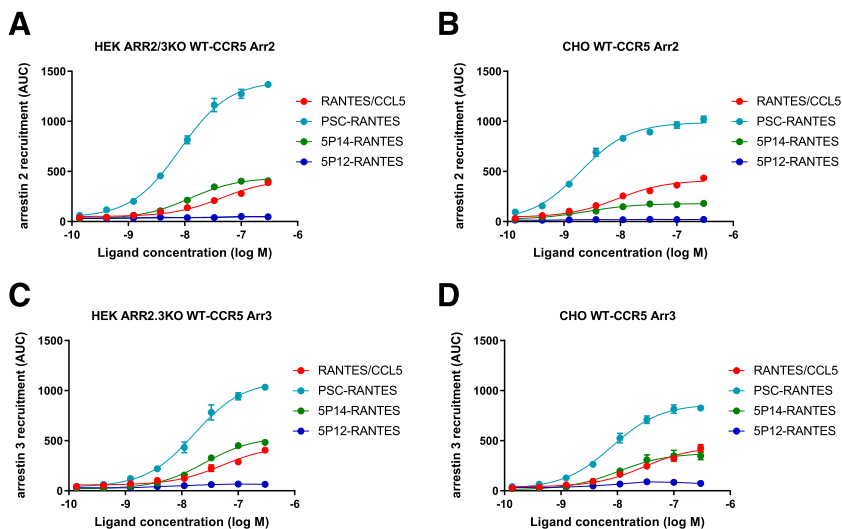 A
HEK ARR2/3KO WT-CCR5 Arr2
arrestin 2 recruitment (AUC)
1500
1000
500
0
-10 -9 -8 -7 -6
Ligand concentration (log M)
RANTES/CCL5
PSC-RANTES
5P14-RANTES
5P12-RANTES
B
CHO WT-CCR5 Arr2
arrestin 2 recruitment (AUC)
1500
1000
500
0
-10 -9 -8 -7 -6
Ligand concentration (log M)
RANTES/CCL5
PSC-RANTES
5P14-RANTES
5P12-RANTES
C
HEK ARR2.3KO WT-CCR5 Arr3
arrestin 3 recruitment (AUC)
1500
1000
500
0
-10 -9 -8 -7 -6
Ligand concentration (log M)
RANTES/CCL5
PSC-RANTES
5P14-RANTES
5P12-RANTES
D
CHO WT-CCR5 Arr3
arrestin 3 recruitment (AUC)
1500
1000
500
0
-10 -9 -8 -7 -6
Ligand concentration (log M)
RANTES/CCL5
PSC-RANTES
5P14-RANTES
5P12-RANTES